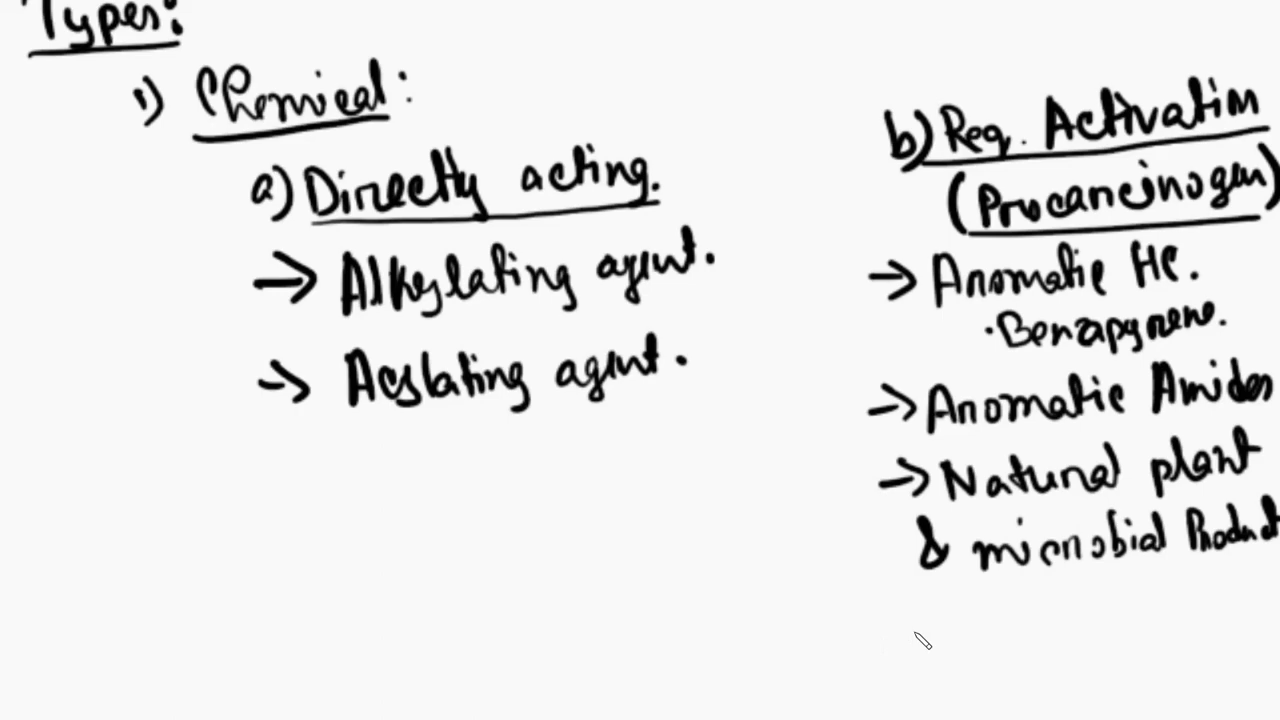 Types:
1) Chemical:
a) Directly acting.
→ Alkylating agent.
→ Acylating agent.
b) Req. Activation
(Procarcinogen)
→ Aromatic HC.
· Benzapyrene.
→ Aromatic Amides
→ Natural plant
& microbial Product